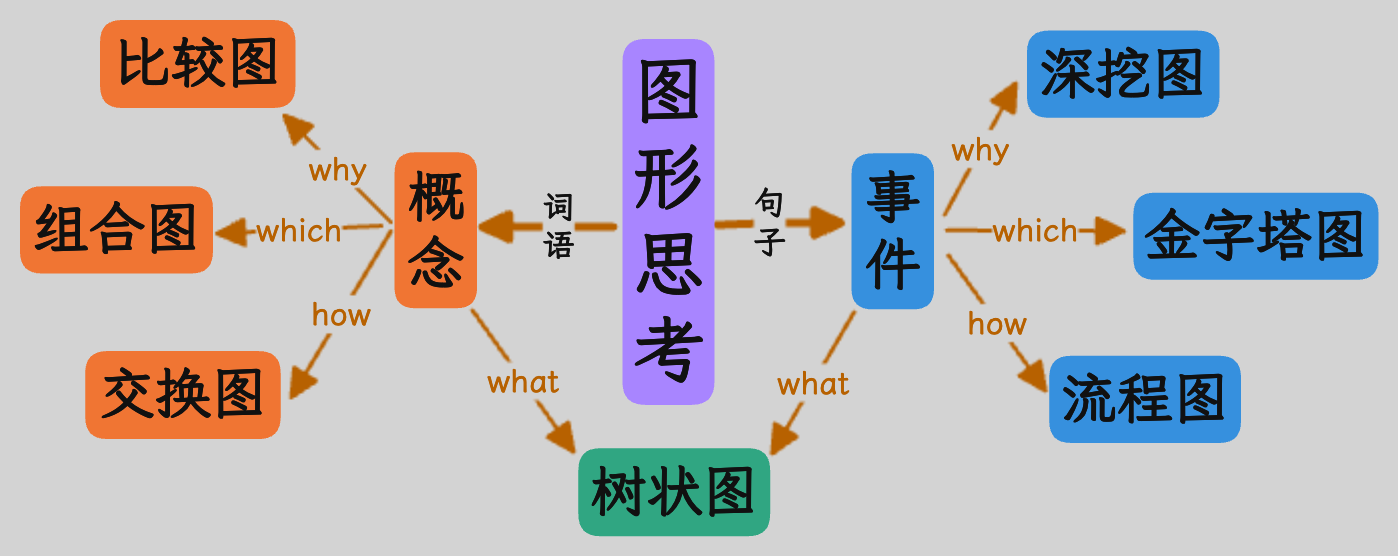 比较图
why
组合图
which
how
交换图
概念
词语
what
图形思考
句子
事件
what
树状图
why
深挖图
which
金字塔图
how
流程图